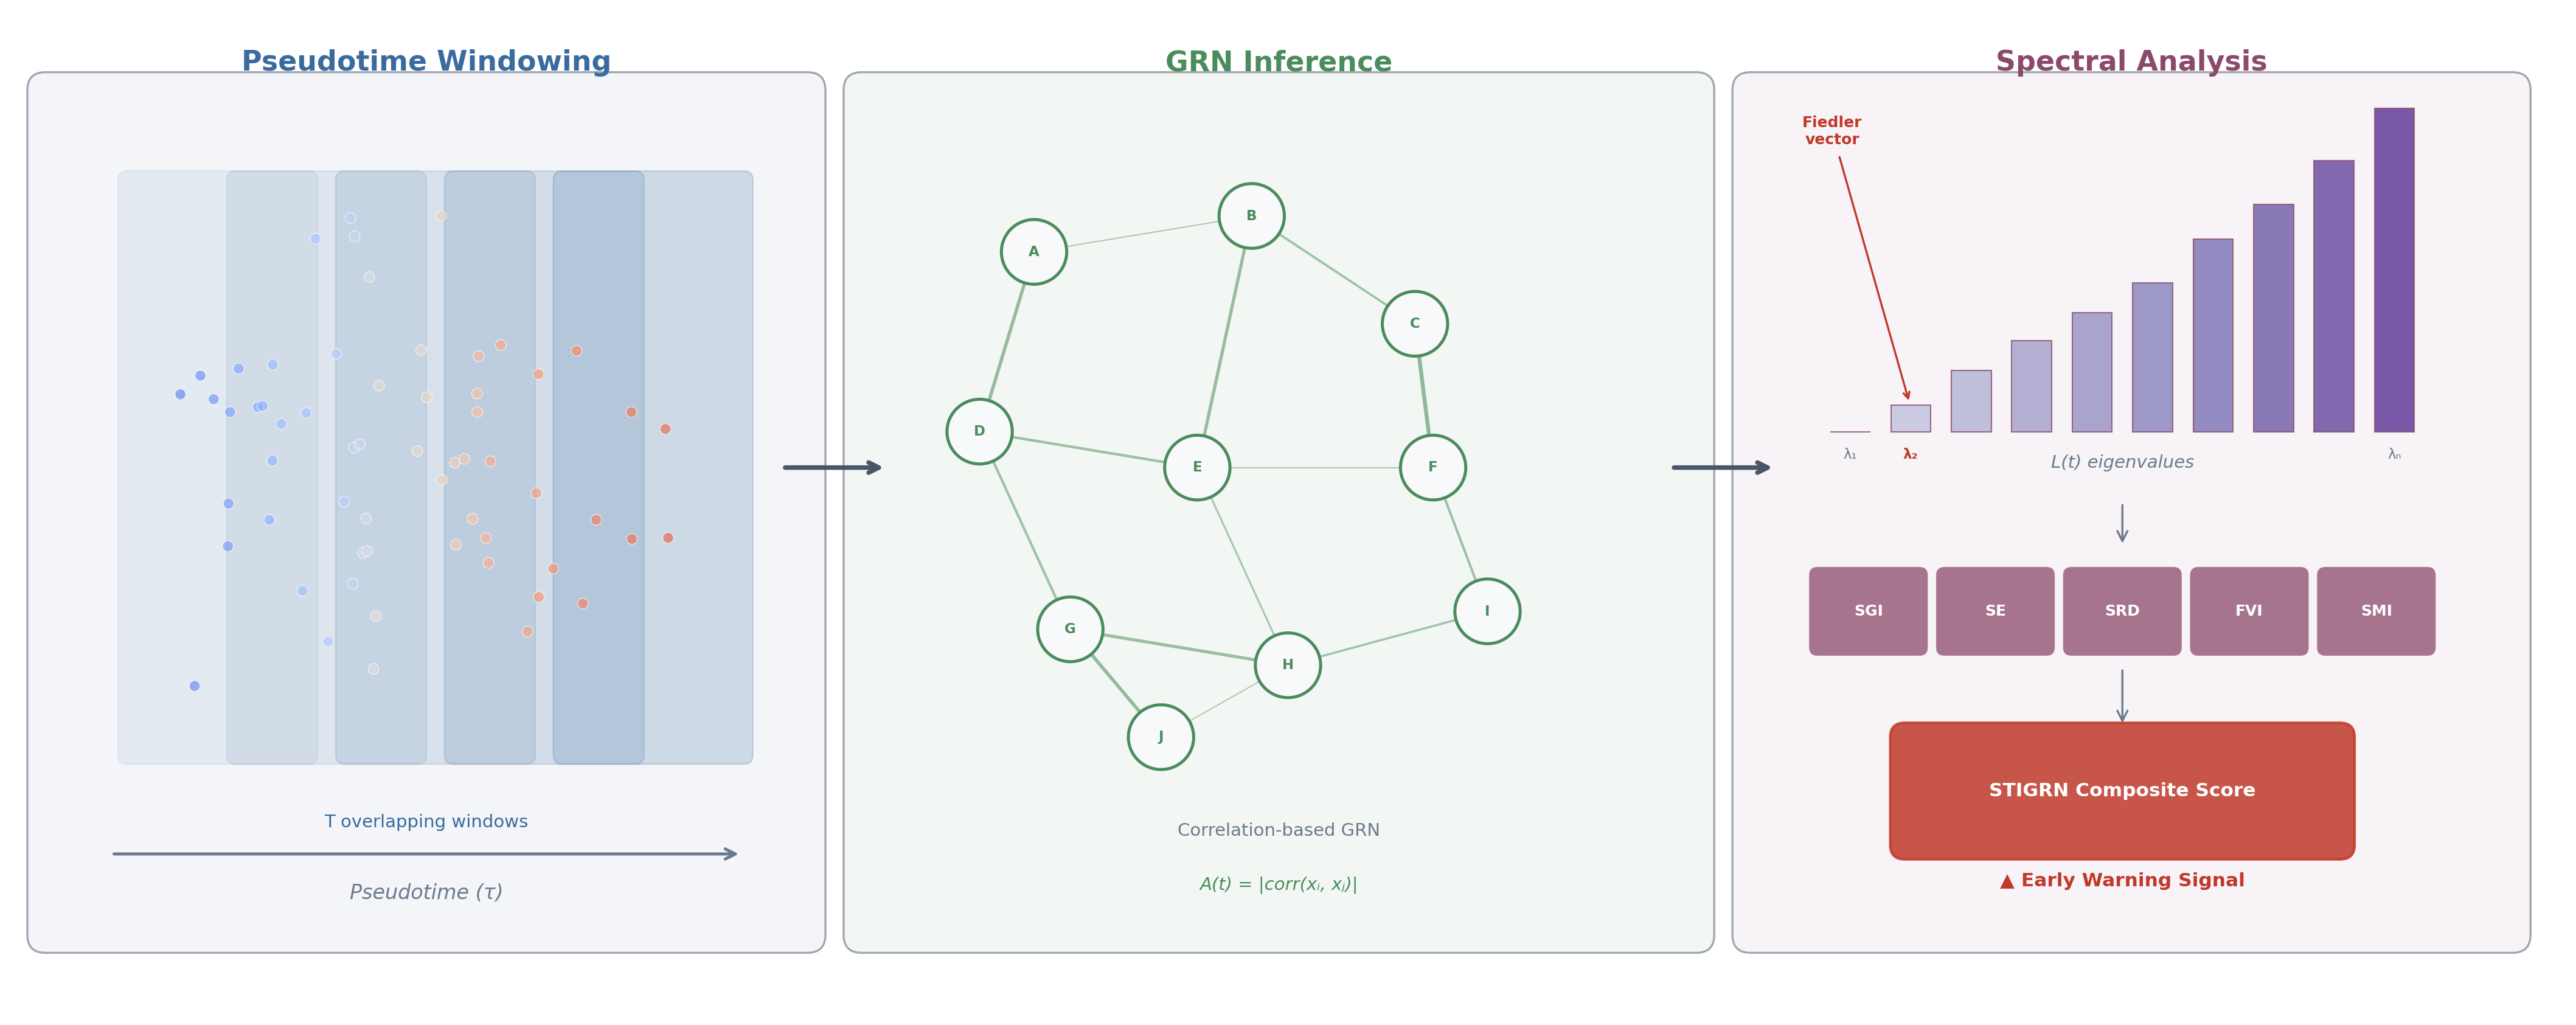 Pseudotime Windowing
T overlapping windows
Pseudotime (τ)
GRN Inference
A
B
C
D
E
F
G
H
I
J
Correlation-based GRN
A(t) = |corr(xᵢ, xⱼ)|
Spectral Analysis
Fiedler
vector
λ₁
λ₂
λₙ
L(t) eigenvalues
SGI
SE
SRD
FVI
SMI
STIGRN Composite Score
▲ Early Warning Signal